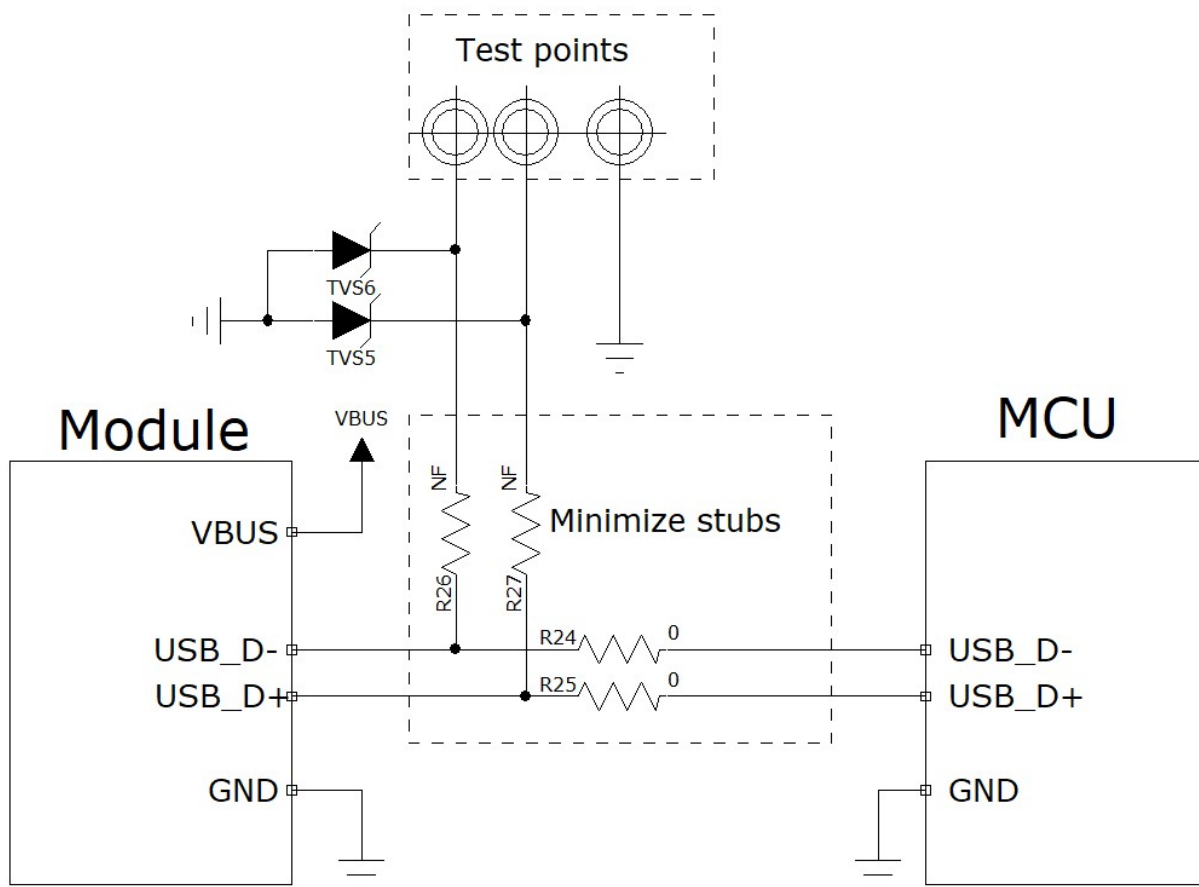 Test points
TVS6
TVS5
Module
VBUS
MCU
NF
NF
VBUS
Minimize stubs
R26
R27
USB_D-
R24
0
USB_D-
USB_D+
R25
0
USB_D+
GND
GND